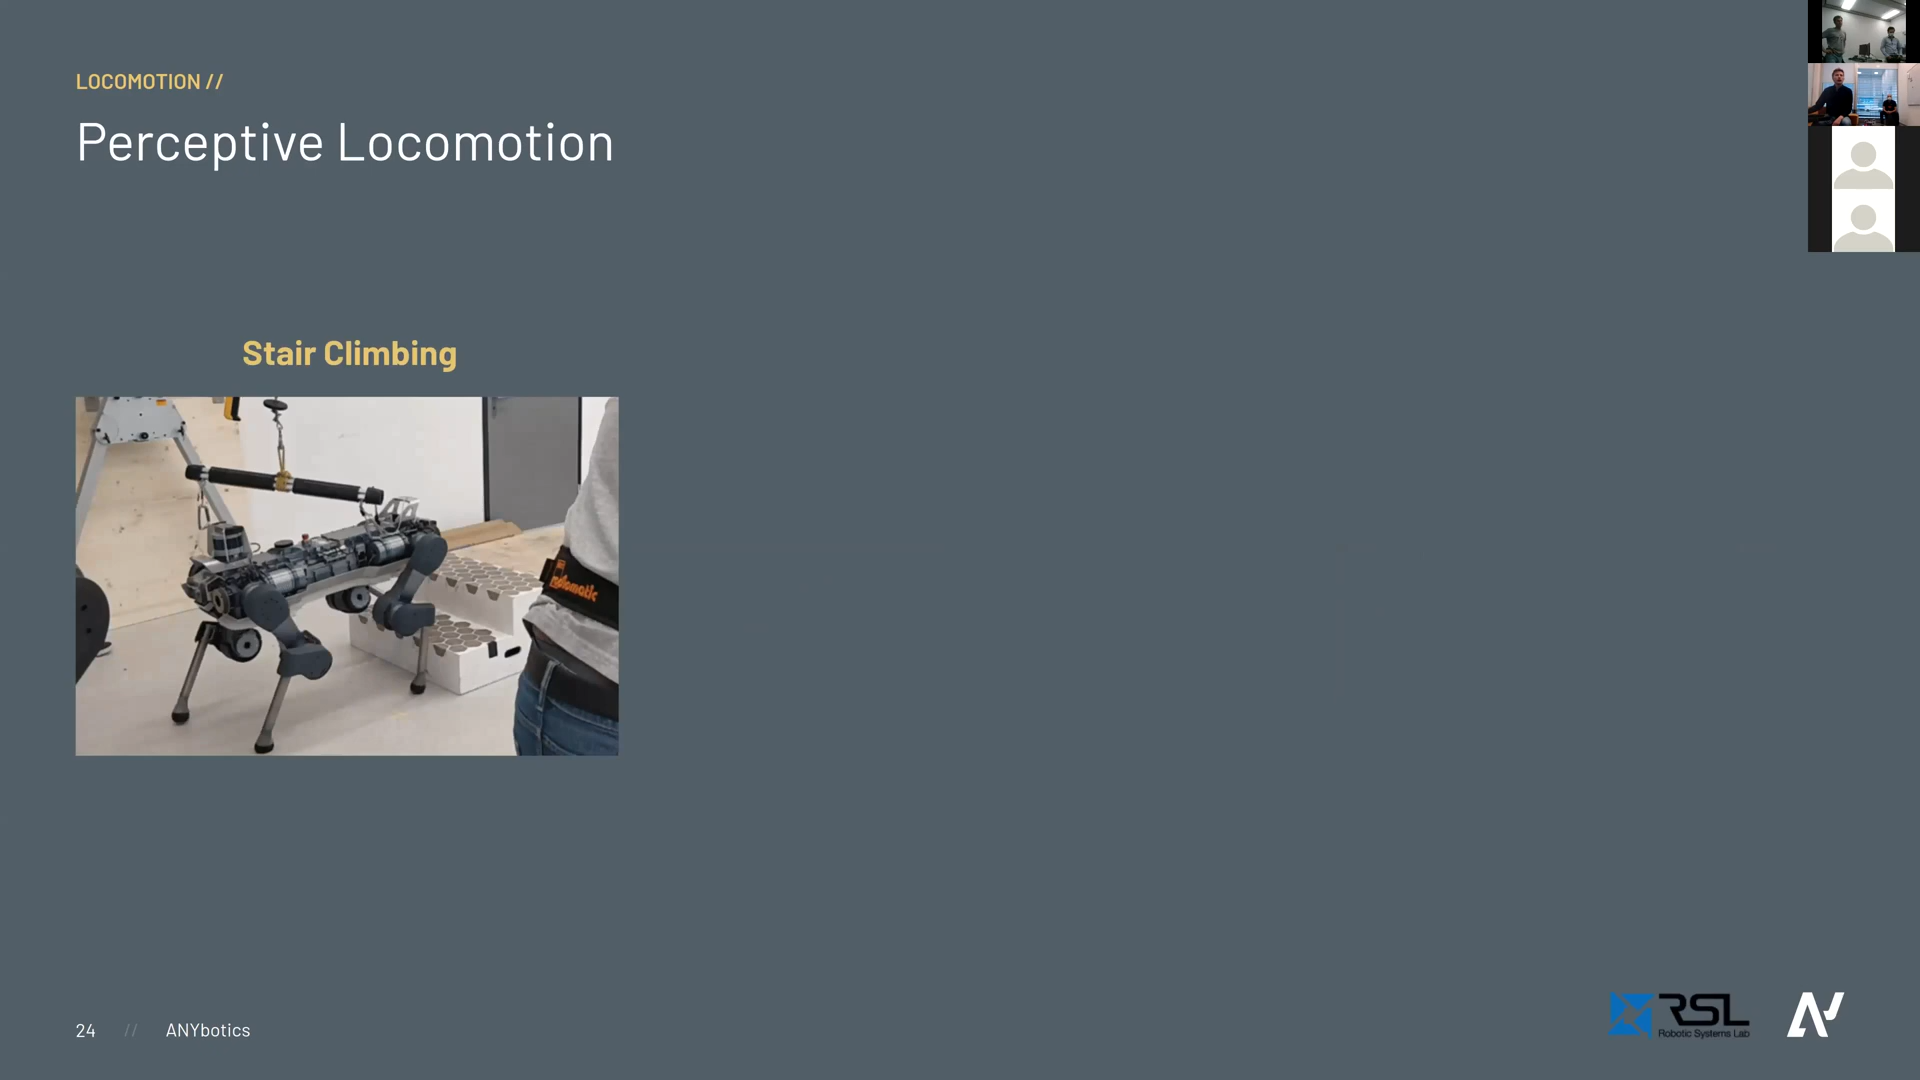 LOCOMOTION //
Perceptive Locomotion
Stair Climbing
24 // ANYbotics
RSL
Robotic Systems Lab